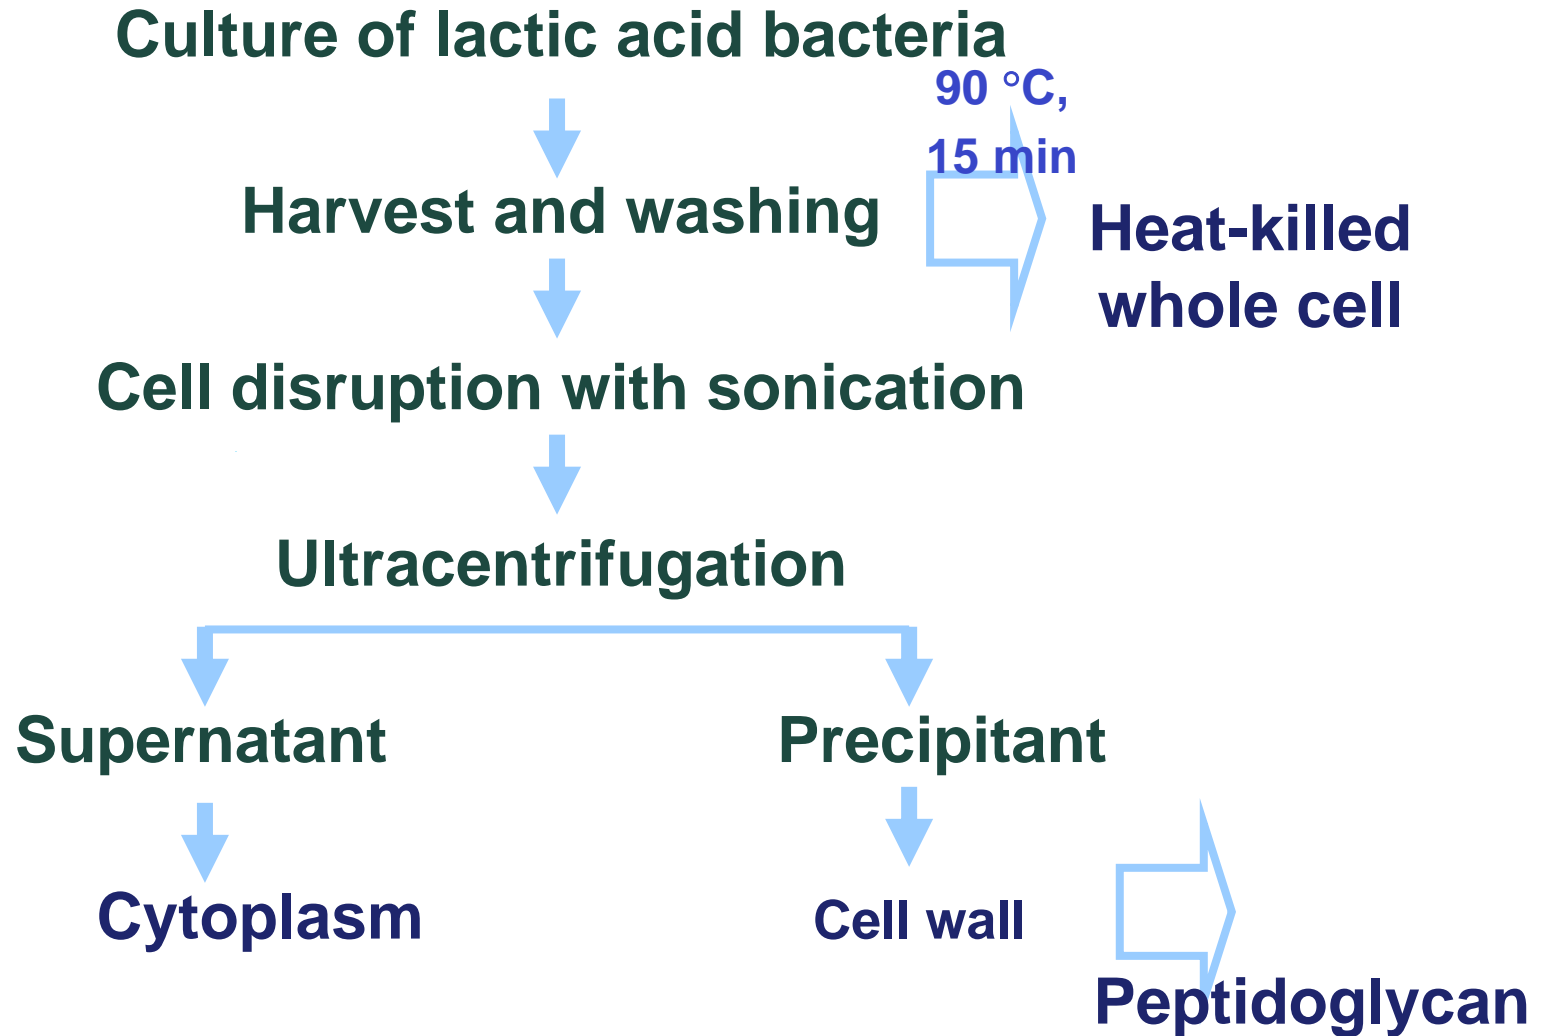 Culture of lactic acid bacteria
90 °C,
15 min
Harvest and washing
Heat-killed
whole cell
Cell disruption with sonication
Ultracentrifugation
Supernatant
Precipitant
Cytoplasm
Cell wall
Peptidoglycan